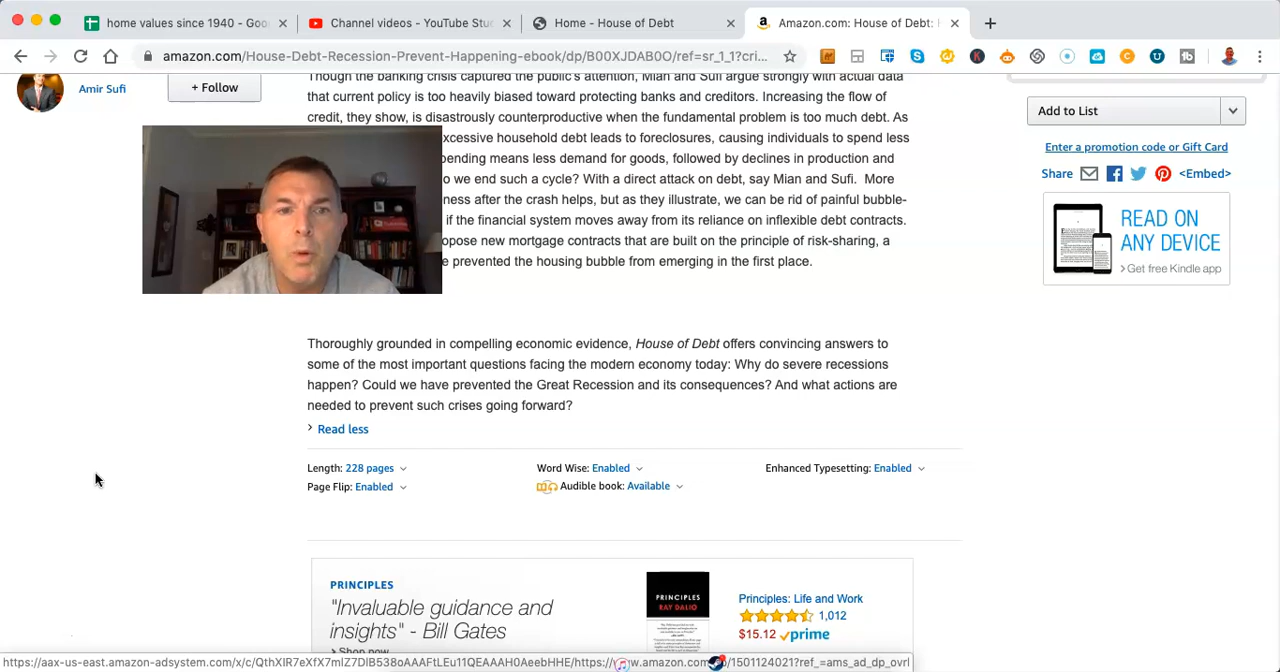 home values since 1940 - Goo
Channel videos - YouTube Stu
Home - House of Debt
Amazon.com: House of Debt:
amazon.com/House-Debt-Recession-Prevent-Happening-ebook/dp/B00XJDAB0O/ref=sr_1_1?cri...
Amir Sufi
+ Follow
Though the banking crisis captured the public's attention, Mian and Sufi argue strongly with actual data
that current policy is too heavily biased toward protecting banks and creditors. Increasing the flow of
credit, they show, is disastrously counterproductive when the fundamental problem is too much debt. As
xcessive household debt leads to foreclosures, causing individuals to spend less
pending means less demand for goods, followed by declines in production and
o we end such a cycle? With a direct attack on debt, say Mian and Sufi. More
ness after the crash helps, but as they illustrate, we can be rid of painful bubble-
if the financial system moves away from its reliance on inflexible debt contracts.
opose new mortgage contracts that are built on the principle of risk-sharing, a
e prevented the housing bubble from emerging in the first place.
Thoroughly grounded in compelling economic evidence, House of Debt offers convincing answers to
some of the most important questions facing the modern economy today: Why do severe recessions
happen? Could we have prevented the Great Recession and its consequences? And what actions are
needed to prevent such crises going forward?
Read less
Length: 228 pages
Word Wise: Enabled
Enhanced Typesetting: Enabled
Page Flip: Enabled
Audible book: Available
Add to List
Enter a promotion code or Gift Card
Share <Embed>
READ ON
ANY DEVICE
> Get free Kindle app
PRINCIPLES
"Invaluable guidance and
insights" - Bill Gates
Shop now
PRINCIPLES
RAY DALIO
Principles: Life and Work
1,012
$15.12 prime